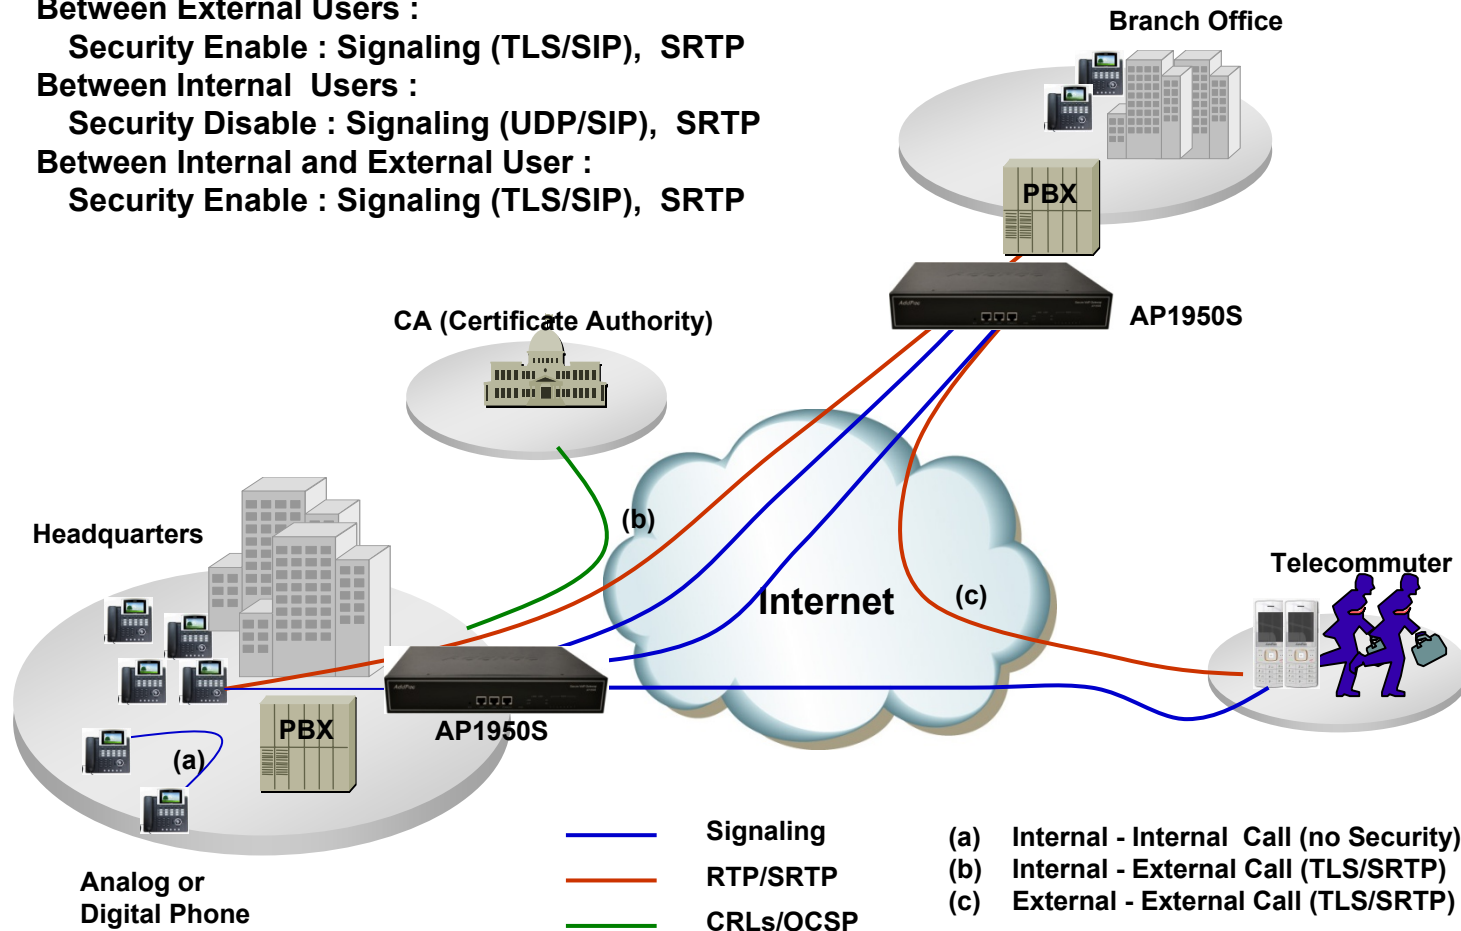 Between External Users :
Security Enable : Signaling (TLS/SIP), SRTP
Between Internal Users :
Security Disable : Signaling (UDP/SIP), SRTP
Between Internal and External User :
Security Enable : Signaling (TLS/SIP), SRTP
Branch Office
PBX
AP1950S
CA (Certificate Authority)
Headquarters
(b)
Internet
(c)
Telecommuter
PBX
AP1950S
(a)
Analog or
Digital Phone
Signaling
RTP/SRTP
CRLs/OCSP
(a) Internal - Internal Call (no Security)
(b) Internal - External Call (TLS/SRTP)
(c) External - External Call (TLS/SRTP)